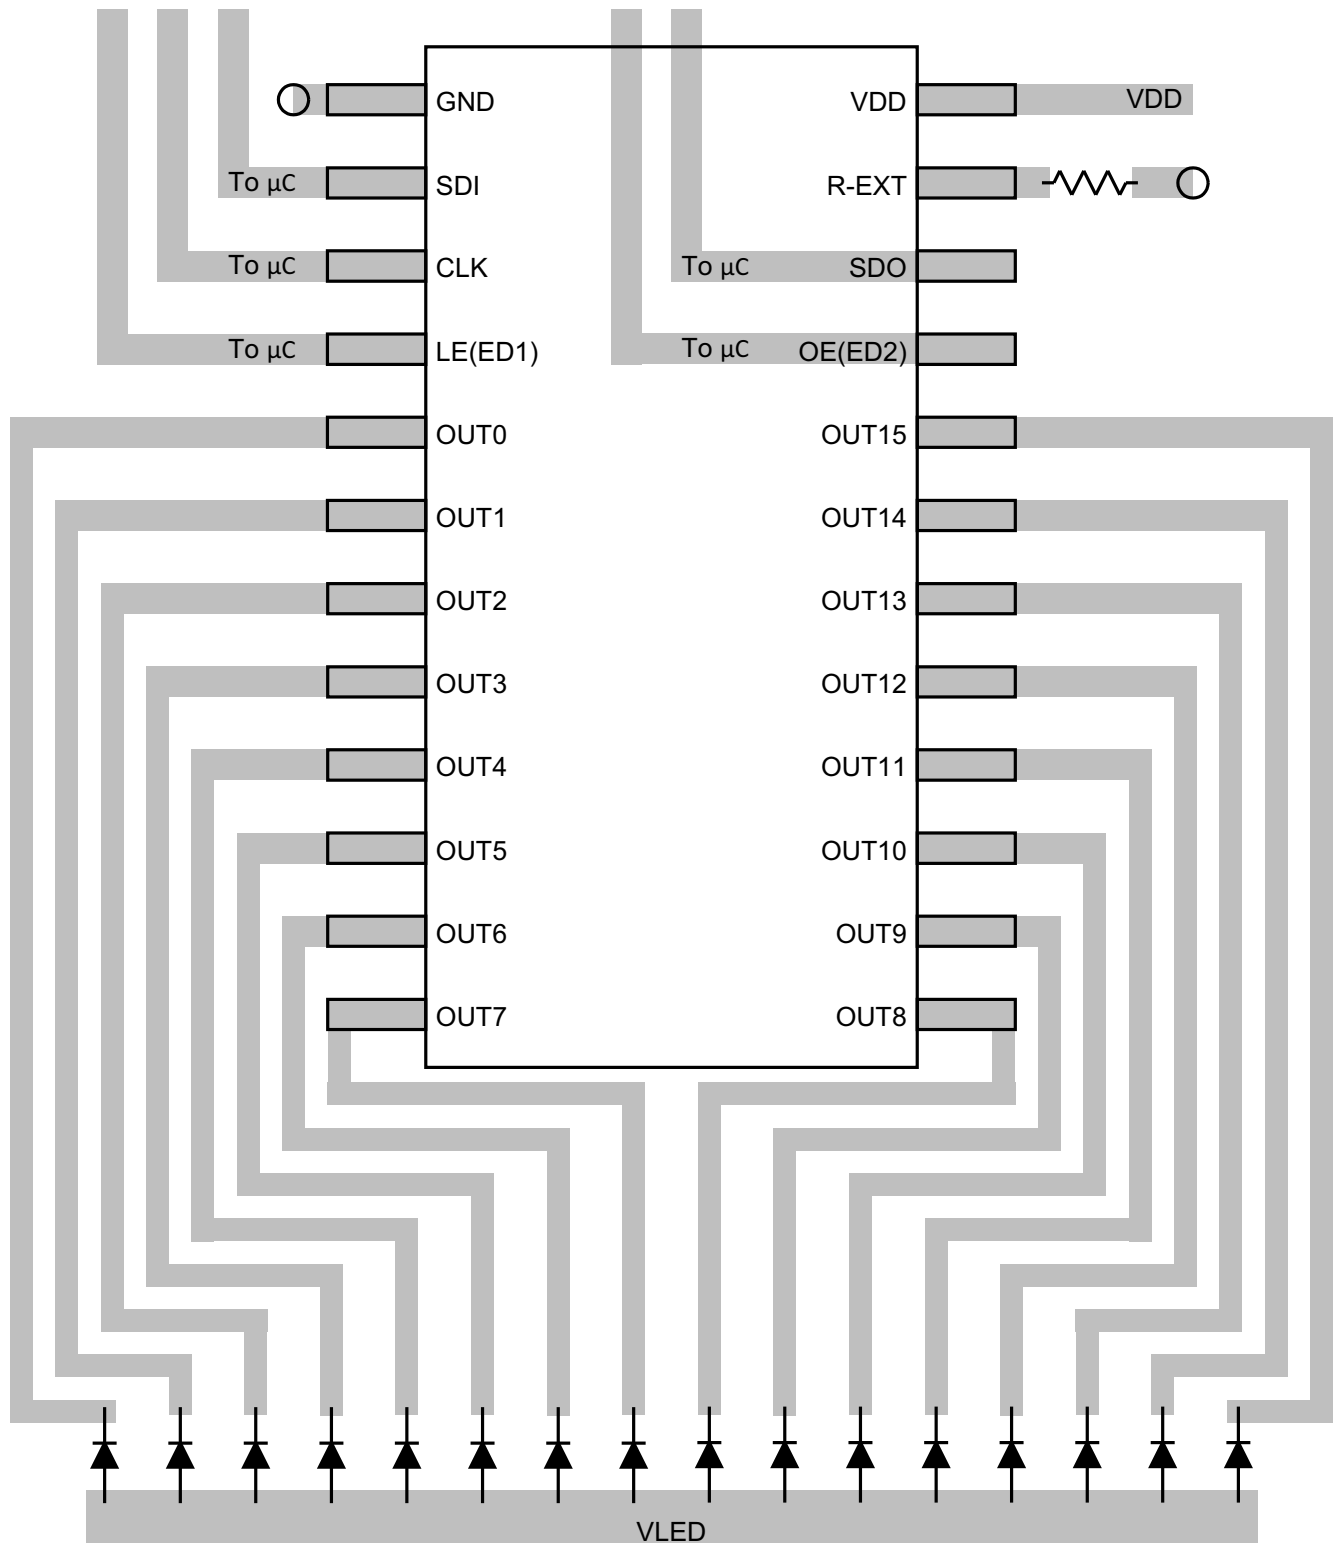 GND VDD VDD
To µC SDI R-EXT
To µC CLK To µC SDO
To µC LE(ED1) To µC OE(ED2)
OUT0 OUT15
OUT1 OUT14
OUT2 OUT13
OUT3 OUT12
OUT4 OUT11
OUT5 OUT10
OUT6 OUT9
OUT7 OUT8
VLED